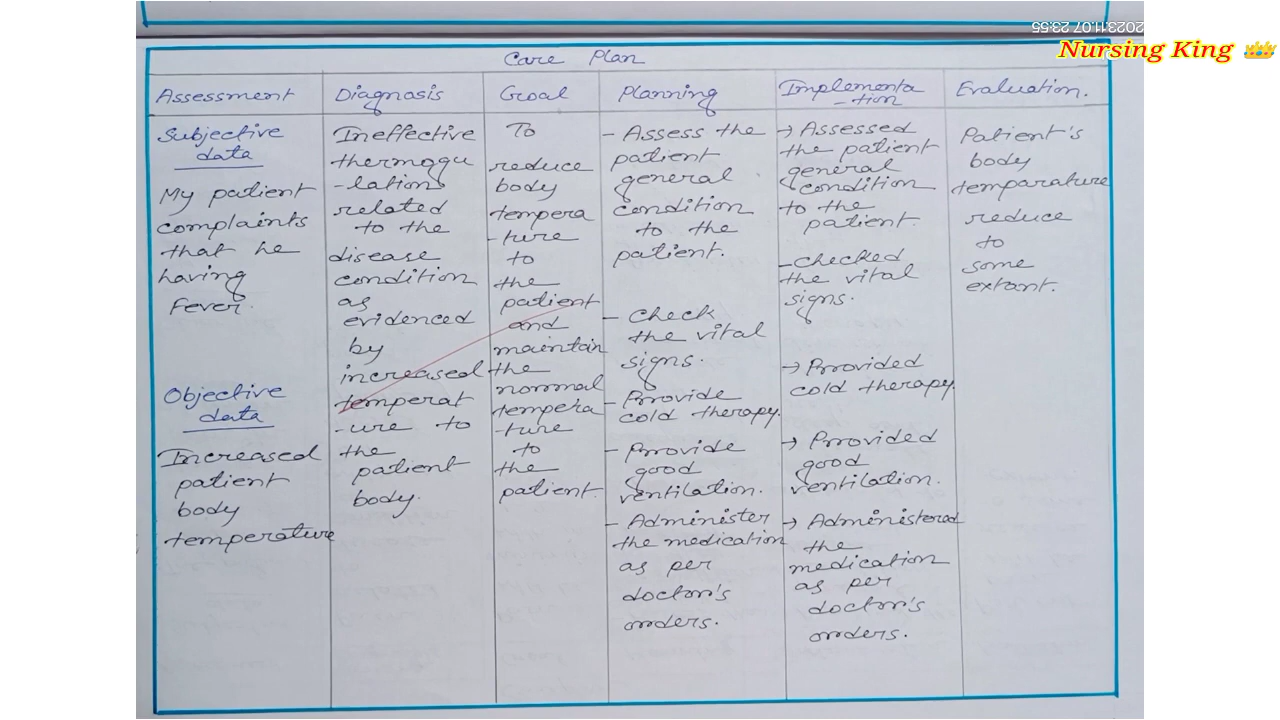 2023.11.07 23:55
Nursing King
Care Plan
Assessment
Subjective
data
My patient
complaints
that he
having
Fever.
Objective
data
Increased
patient
body
temperature
Diagnosis
Ineffective
thermogu
-lation
related
to the
disease
condition
as
evidenced
by
increased
temperat
-ure to
the
patient
body.
Goal
To
reduce
body
tempera
-ture
to
the
patient
and
maintain
the
normal
tempera
-ture
to
the
patient.
Planning
- Assess the
patient
general
condition
to the
patient.
- Check
the vital
signs.
- Provide
cold therapy.
- Provide
good
ventilation.
- Administer
the medication
as per
doctor's
orders.
Implementa
-tion
→ Assessed
the patient
general
condition
to the
patient.
-checked
the vital
signs.
→ Provided
cold therapy.
→ Provided
good
ventilation.
→ Administered
the
medication
as per
doctor's
orders.
Evaluation.
Patient's
body
temparature
reduce
to
some
extant.